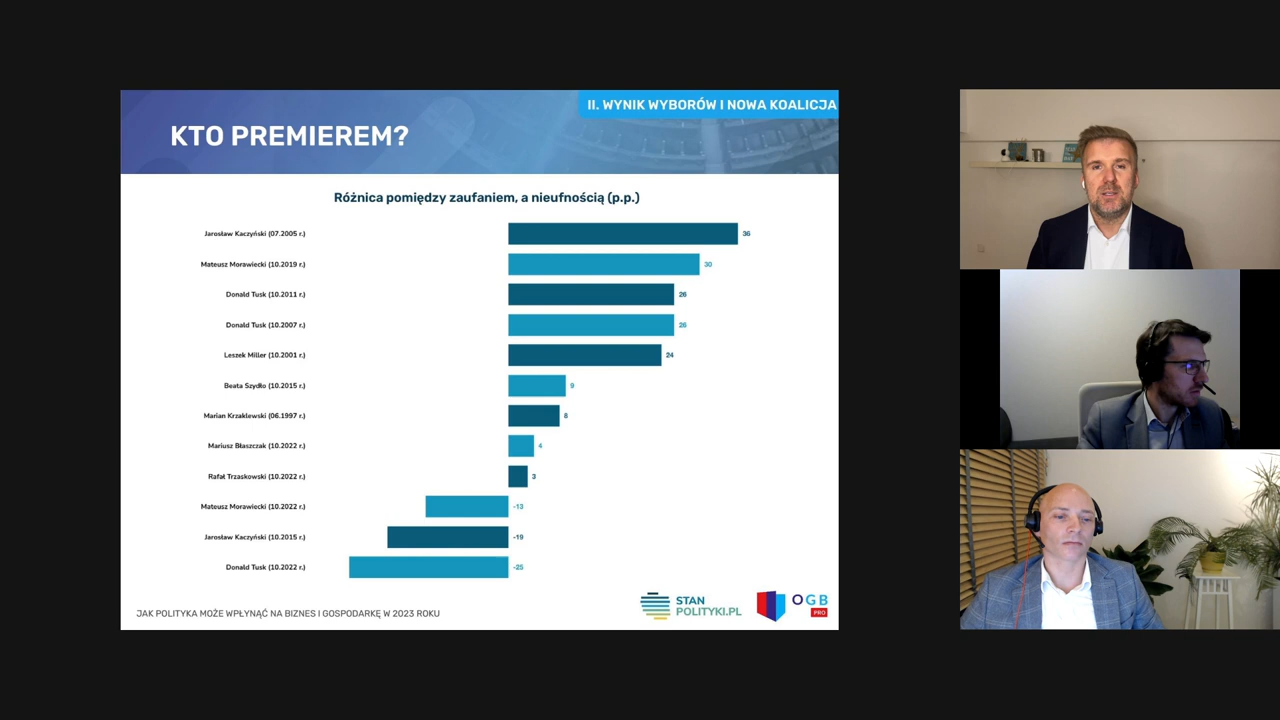 II. WYNIK WYBORÓW I NOWA KOALICJA
KTO PREMIEREM?
Różnica pomiędzy zaufaniem, a nieufnością (p.p.)
Jarosław Kaczyński (07.2005 r.) 36
Mateusz Morawiecki (10.2019 r.) 30
Donald Tusk (10.2011 r.) 26
Donald Tusk (10.2007 r.) 26
Leszek Miller (10.2001 r.) 24
Beata Szydło (10.2015 r.) 9
Marian Krzaklewski (06.1997 r.) 8
Mariusz Błaszczak (10.2022 r.) 4
Rafał Trzaskowski (10.2022 r.) 3
Mateusz Morawiecki (10.2022 r.) -13
Jarosław Kaczyński (10.2015 r.) -19
Donald Tusk (10.2022 r.) -25
JAK POLITYKA MOŻE WPŁYNĄĆ NA BIZNES I GOSPODARKĘ W 2023 ROKU
STAN
POLITYKI.PL
OGB
PRO